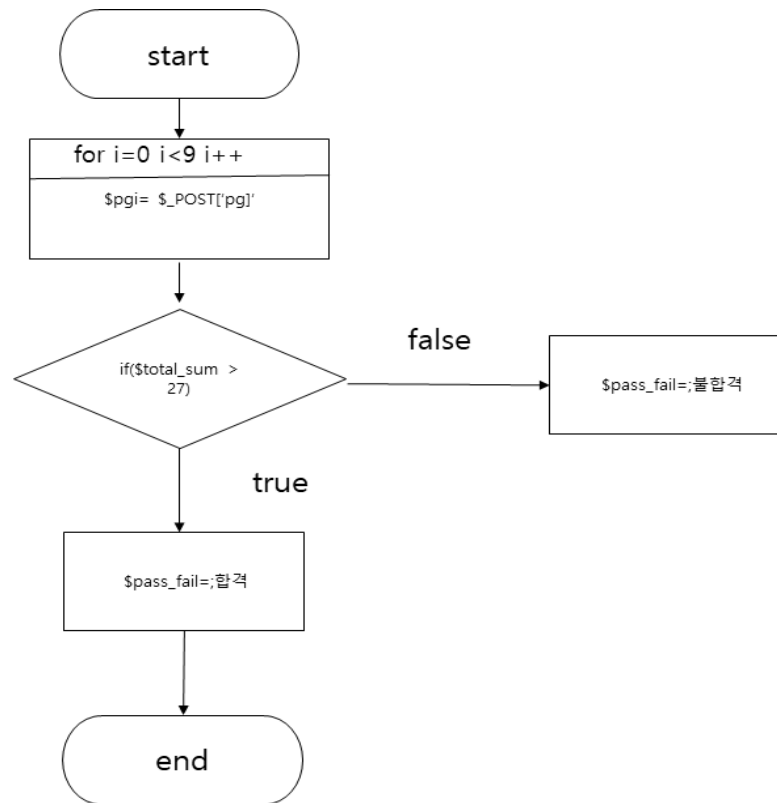 start
for i=0 i<9 i++
$pgi= $_POST['pg]'
if($total_sum >
27)
false
$pass_fail=;불합격
true
$pass_fail=;합격
end